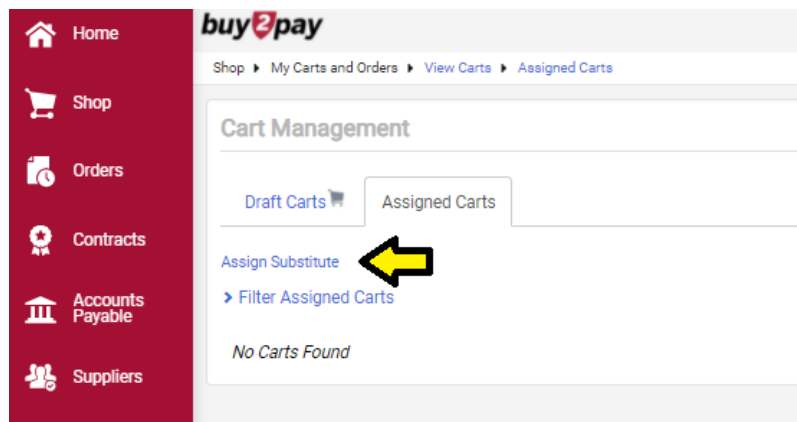 Home
Shop
Orders
Contracts
Accounts
Payable
Suppliers
buy2pay
Shop My Carts and Orders View Carts Assigned Carts
Cart Management
Draft Carts Assigned Carts
Assign Substitute
Filter Assigned Carts
No Carts Found